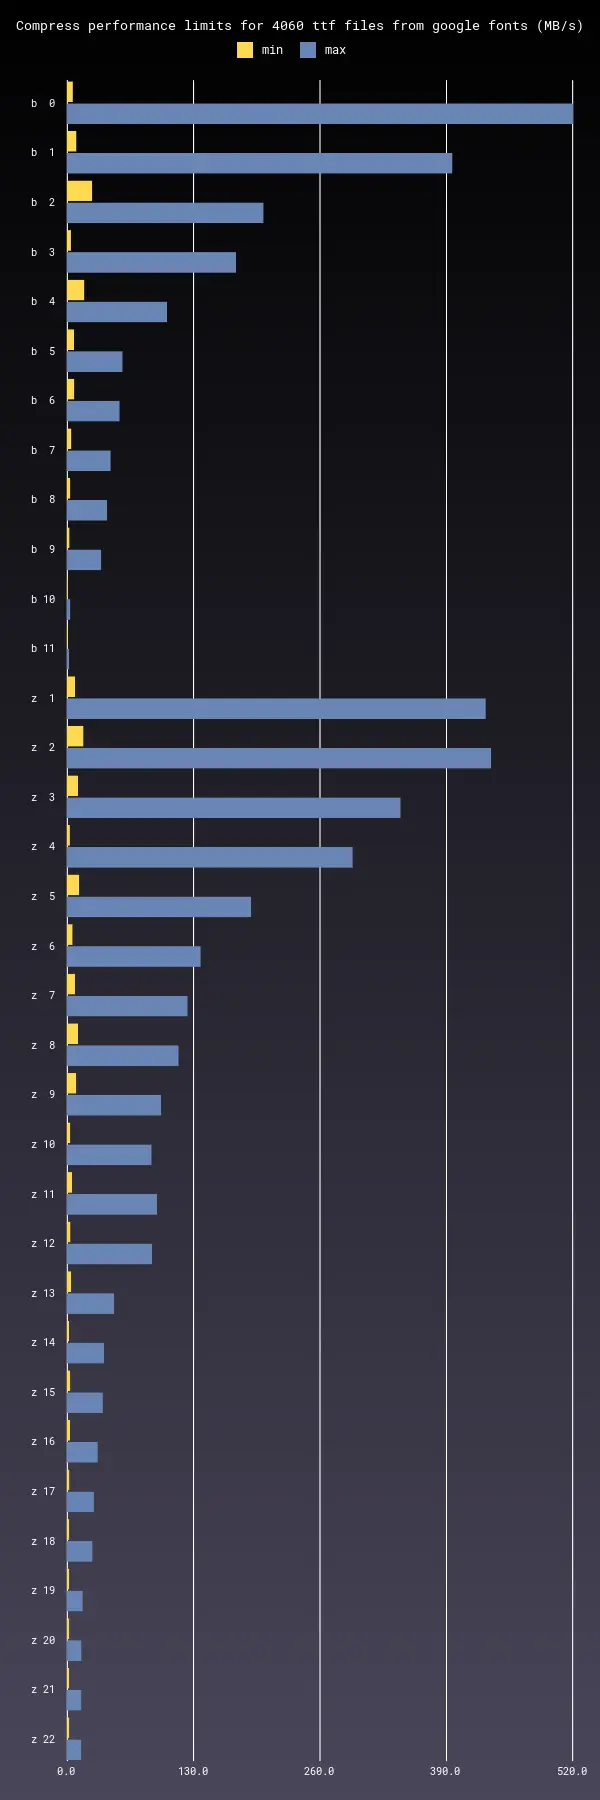 Compress performance limits for 4060 ttf files from google fonts (MB/s)
min max
b 0
b 1
b 2
b 3
b 4
b 5
b 6
b 7
b 8
b 9
b 10
b 11
z 1
z 2
z 3
z 4
z 5
z 6
z 7
z 8
z 9
z 10
z 11
z 12
z 13
z 14
z 15
z 16
z 17
z 18
z 19
z 20
z 21
z 22
0.0 130.0 260.0 390.0 520.0